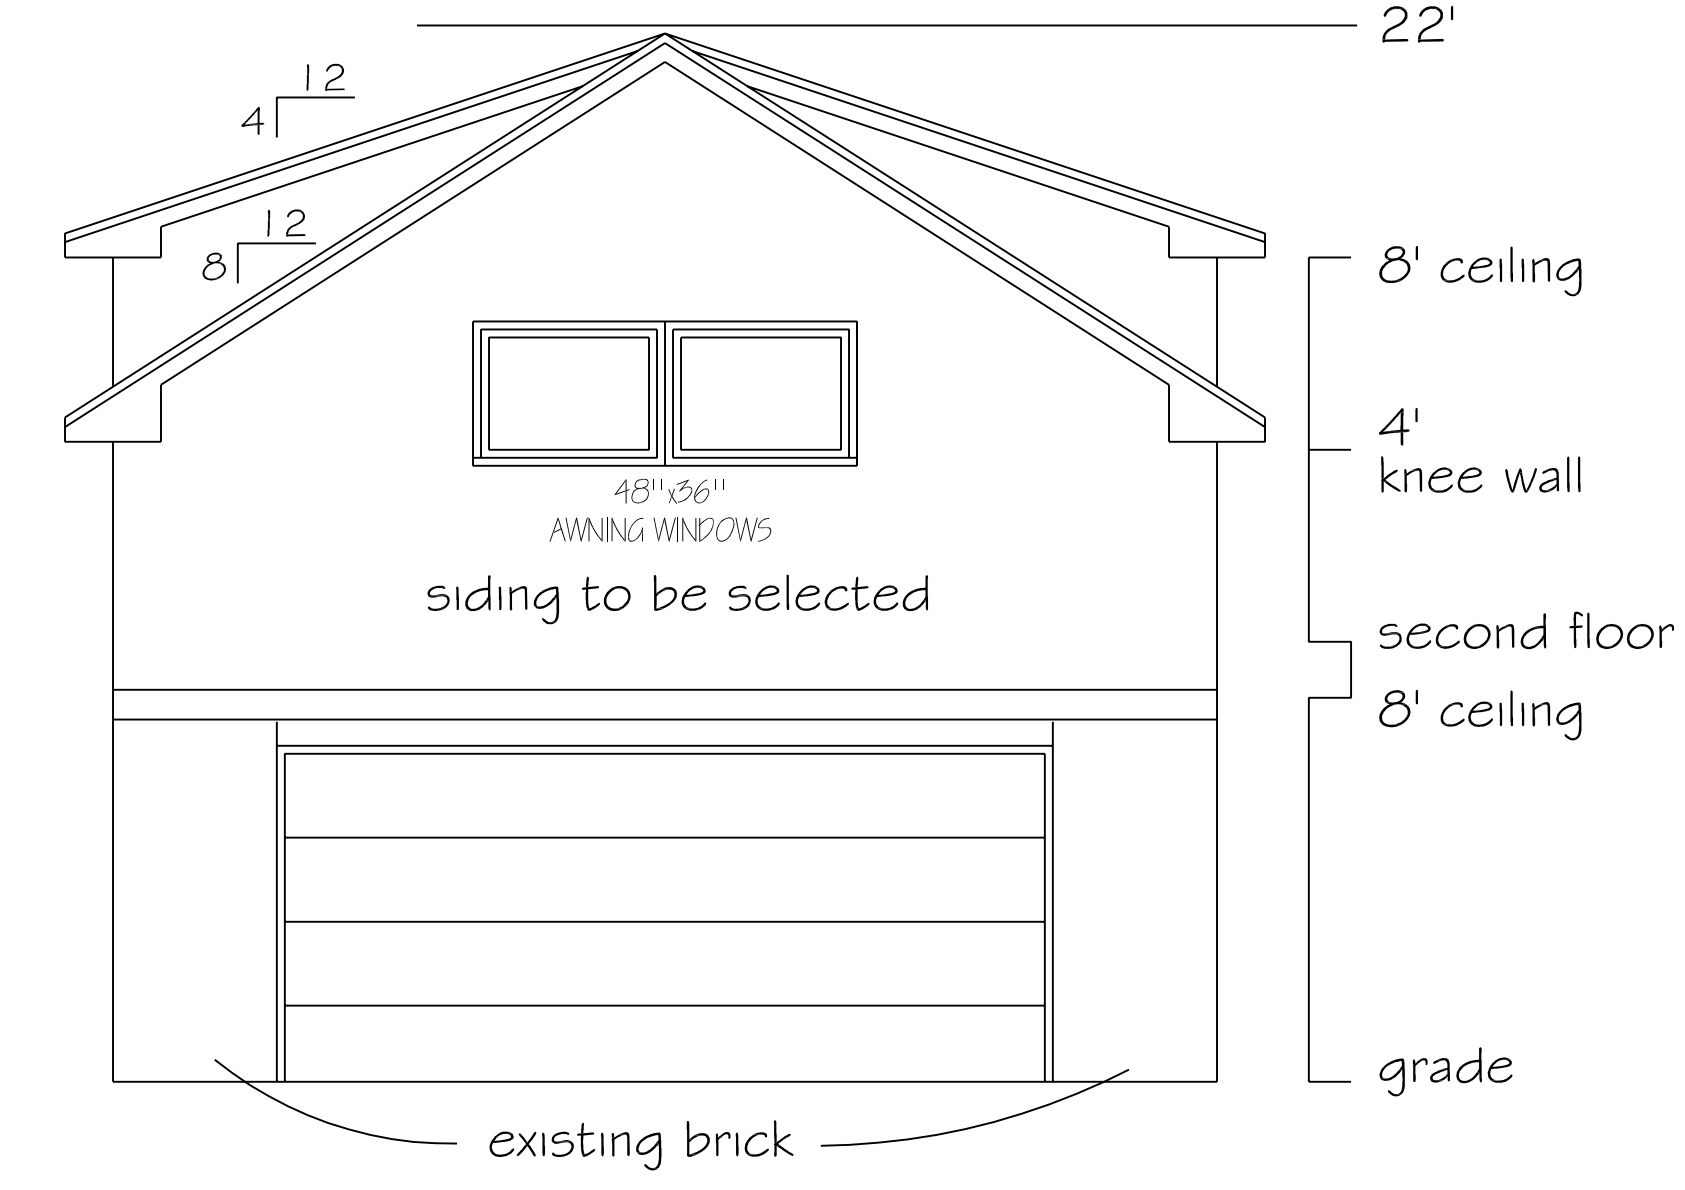 22'
12
4
12
8
8' ceiling
4'
knee wall
48"x36"
AWNING WINDOWS
siding to be selected
second floor
8' ceiling
grade
existing brick